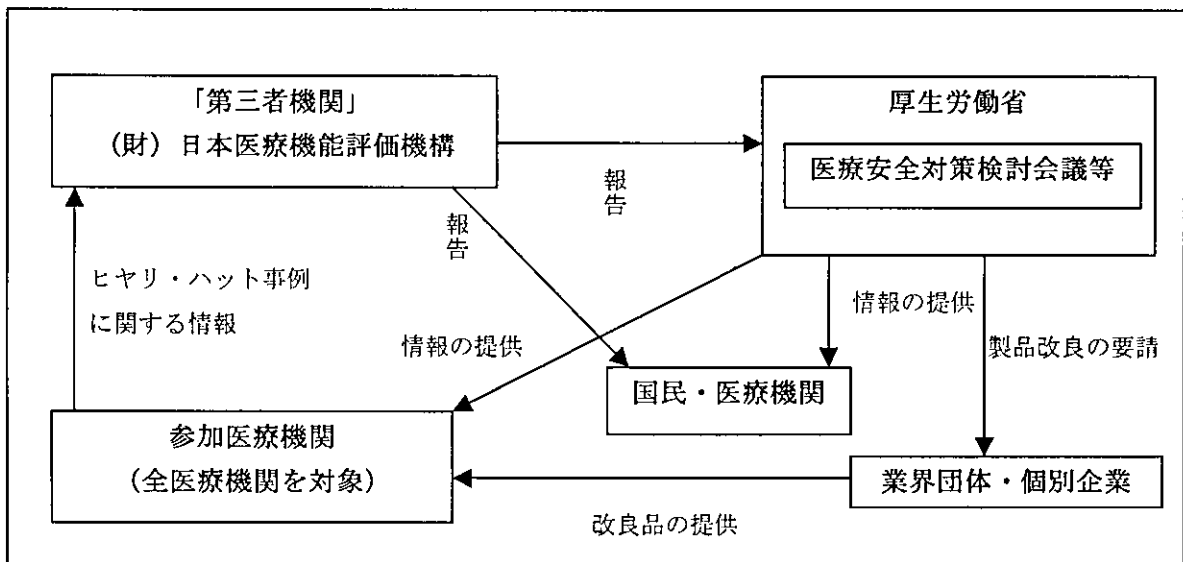 「第三者機関」
（財）日本医療機能評価機構
厚生労働省
医療安全対策検討会議等
報告
報告
ヒヤリ・ハット事例
に関する情報
情報の提供
情報の提供
製品改良の要請
国民・医療機関
参加医療機関
（全医療機関を対象）
業界団体・個別企業
改良品の提供